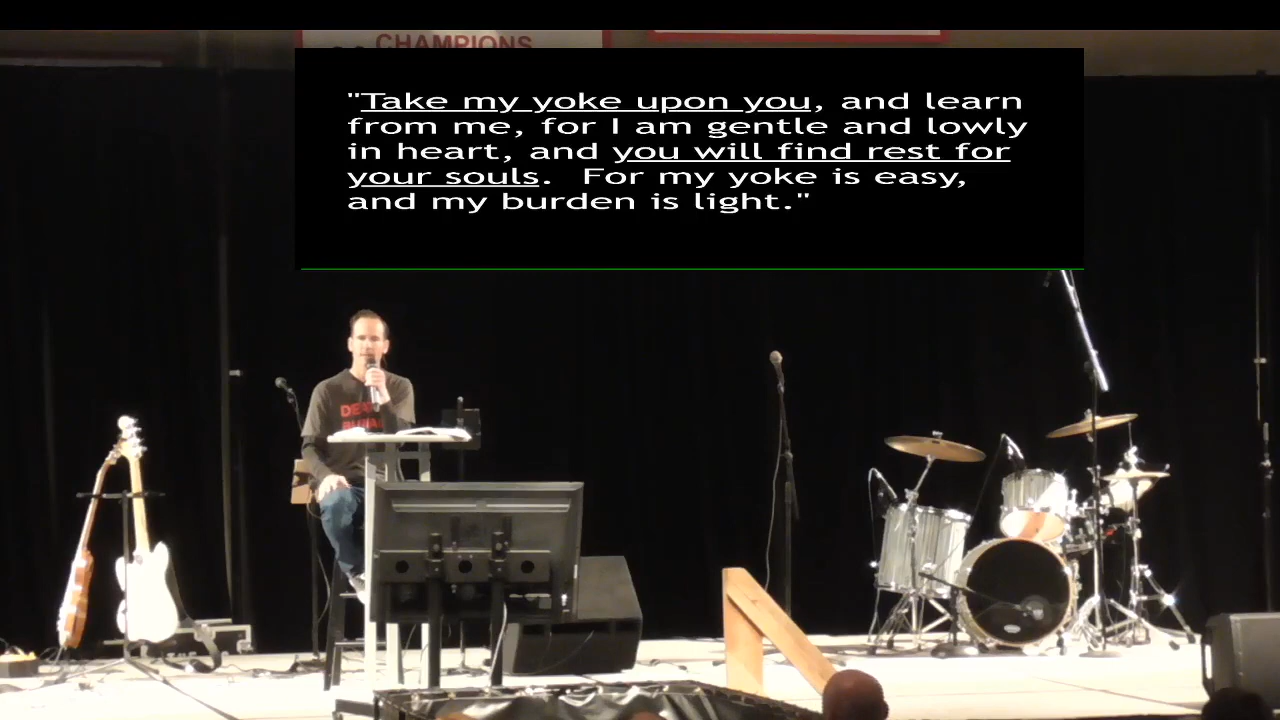 CHAMPIONS
"Take my yoke upon you, and learn
from me, for I am gentle and lowly
in heart, and you will find rest for
your souls.  For my yoke is easy,
and my burden is light."